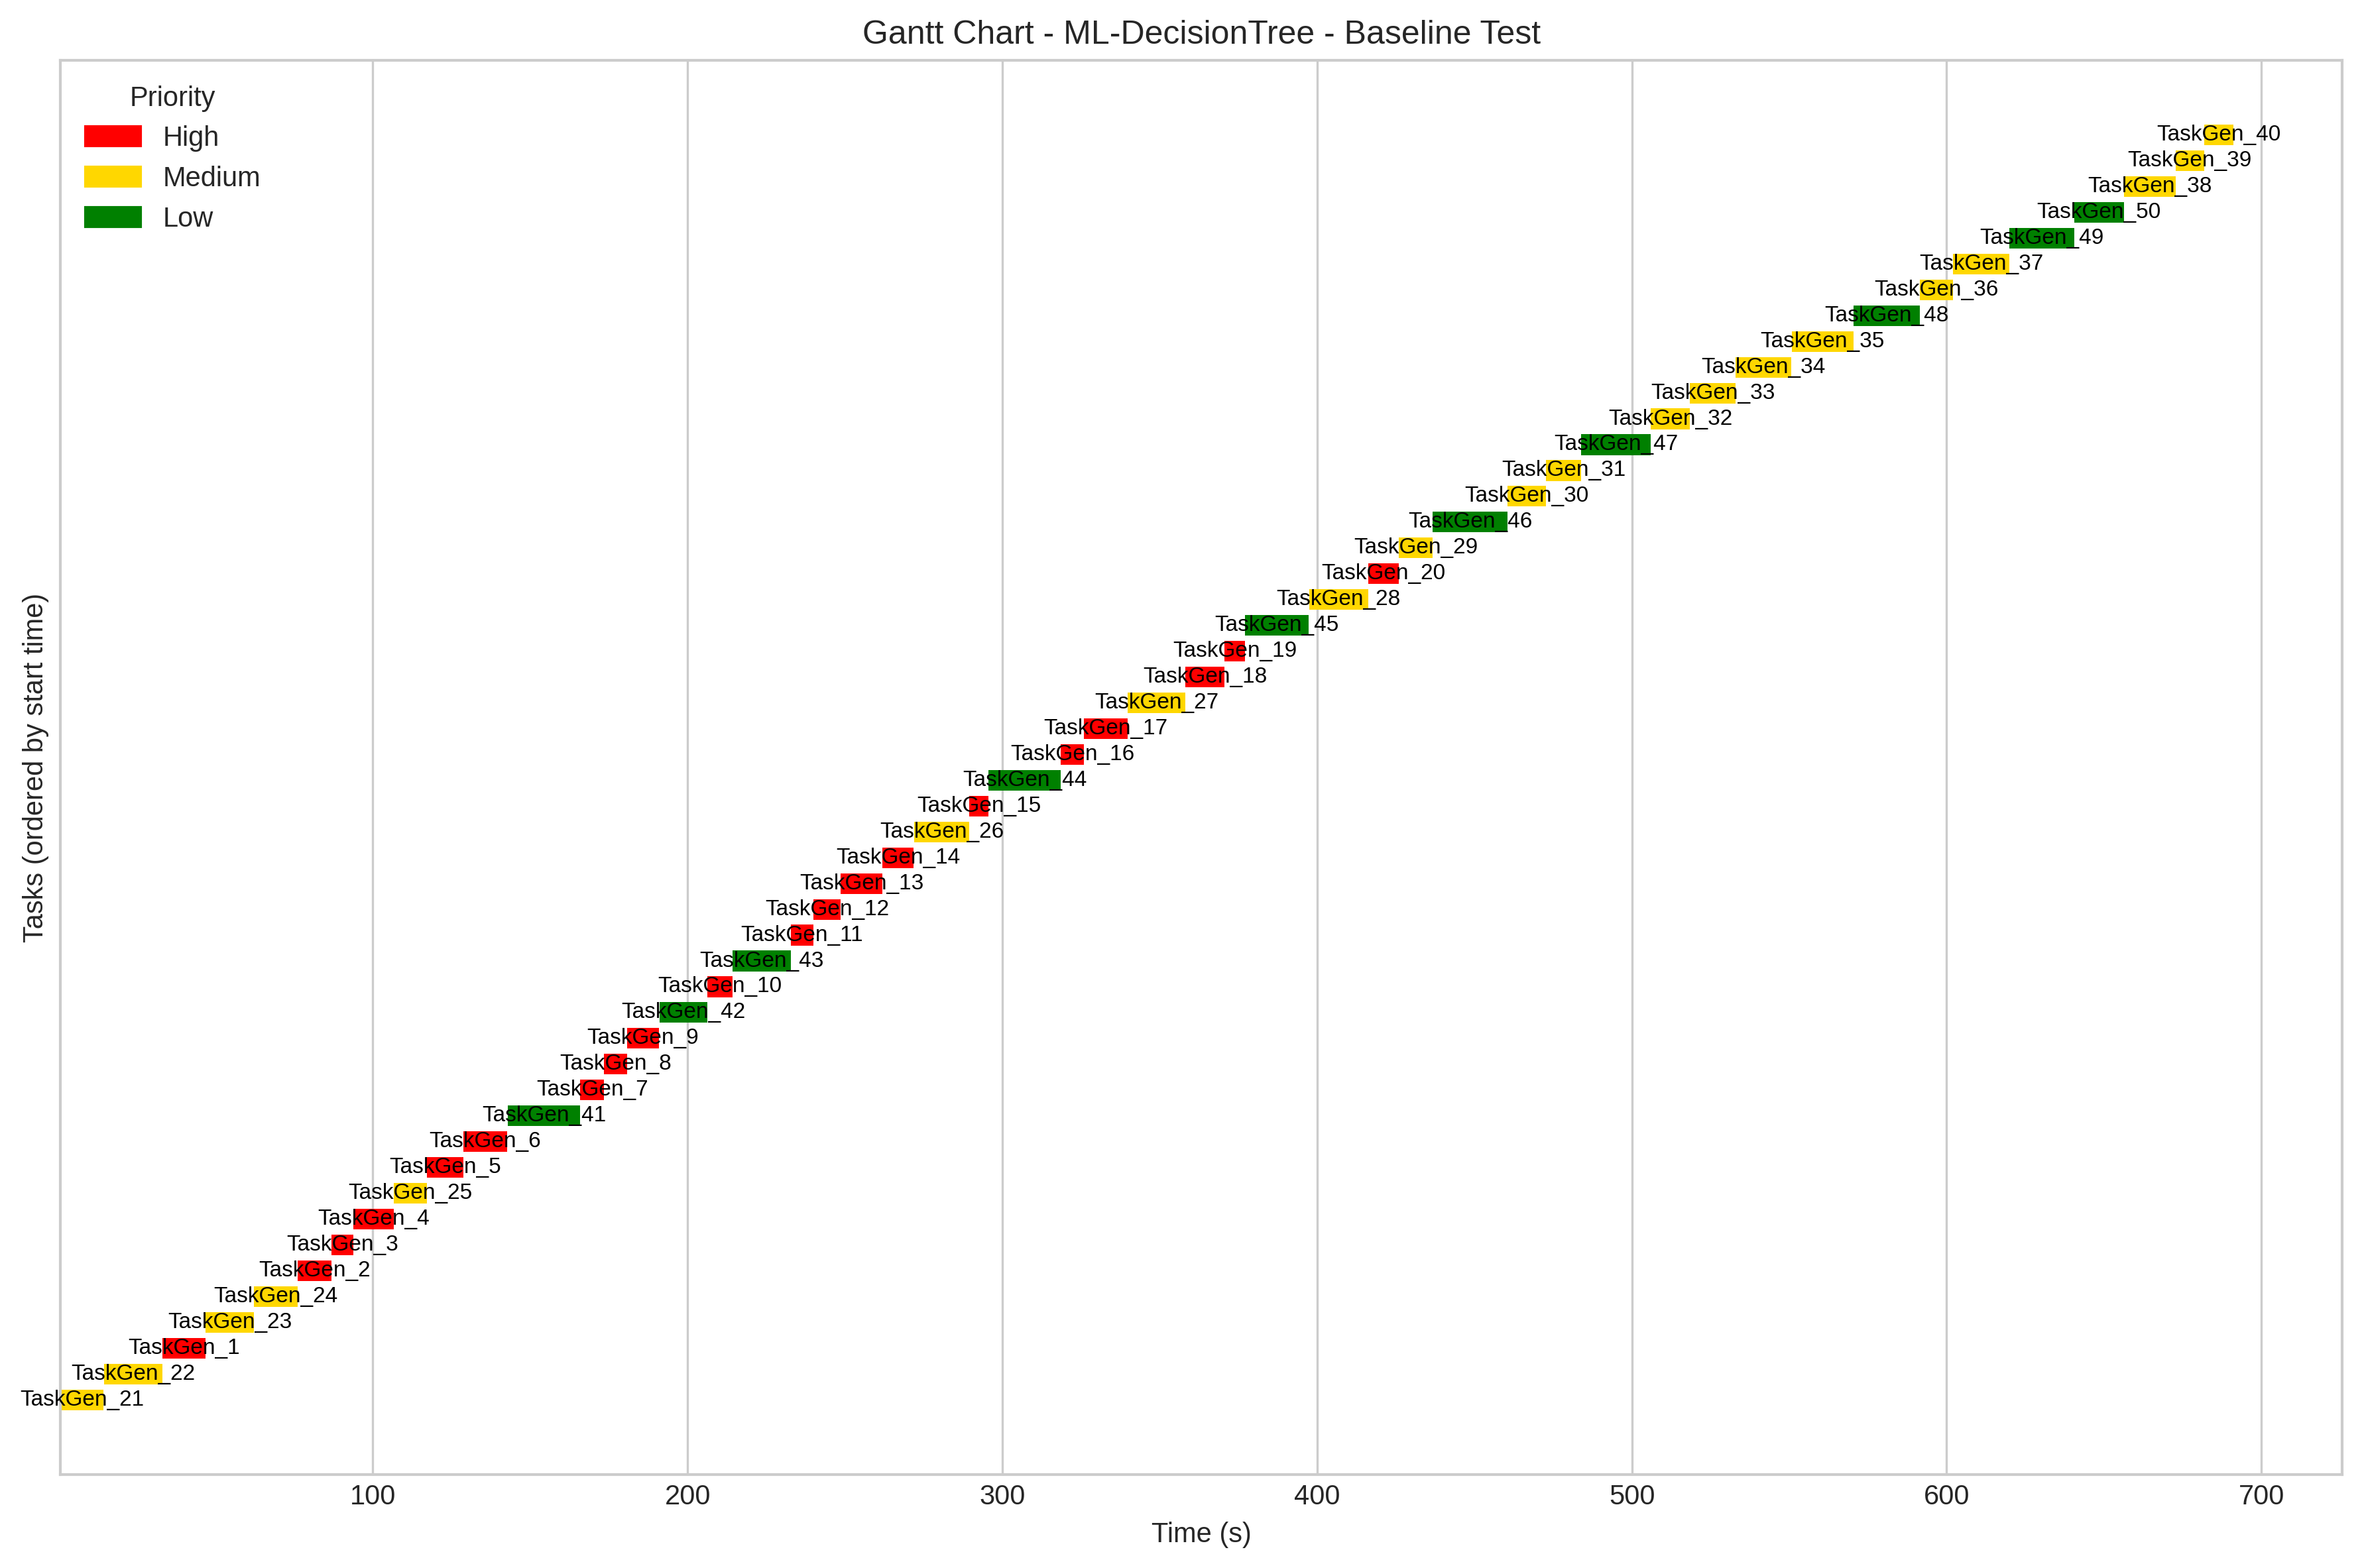 Gantt Chart - ML-DecisionTree - Baseline Test
Priority
High
Medium
Low
TaskGen_40
TaskGen_39
TaskGen_38
TaskGen_50
TaskGen_49
TaskGen_37
TaskGen_36
TaskGen_48
TaskGen_35
TaskGen_34
TaskGen_33
TaskGen_32
TaskGen_47
TaskGen_31
TaskGen_30
TaskGen_46
TaskGen_29
TaskGen_20
TaskGen_28
TaskGen_45
TaskGen_19
TaskGen_18
TaskGen_27
TaskGen_17
TaskGen_16
TaskGen_44
TaskGen_15
TaskGen_26
TaskGen_14
TaskGen_13
TaskGen_12
TaskGen_11
TaskGen_43
TaskGen_10
TaskGen_42
TaskGen_9
TaskGen_8
TaskGen_7
TaskGen_41
TaskGen_6
TaskGen_5
TaskGen_25
TaskGen_4
TaskGen_3
TaskGen_2
TaskGen_24
TaskGen_23
TaskGen_1
TaskGen_22
TaskGen_21
Tasks (ordered by start time)
100 200 300 400 500 600 700
Time (s)